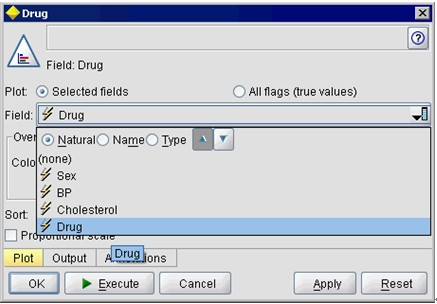 Drug
Field: Drug
Plot: Selected fields All flags (true values)
Field: Drug
Over
Natural Name Type
Colo
(none)
Sex
BP
Cholesterol
Drug
Sort:
Proportional scale
Drug
Plot Output Annotations
OK Execute Cancel Apply Reset